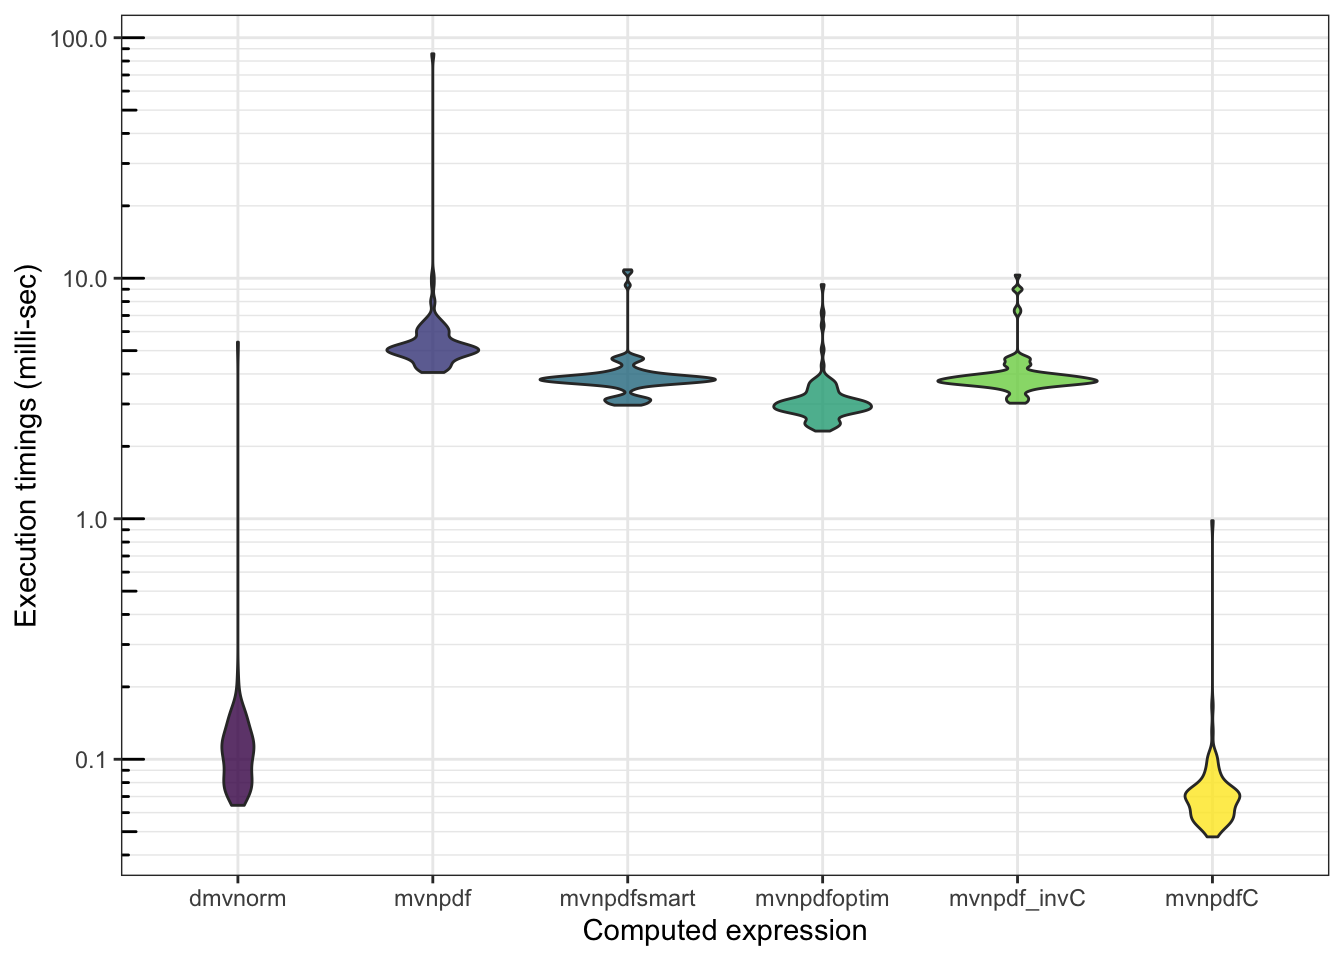 Execution timings (milli-sec)
100.0
10.0
1.0
0.1
dmvnorm mvnpdf mvnpdfsmart mvnpdfoptim mvnpdf_invC mvnpdfC
Computed expression